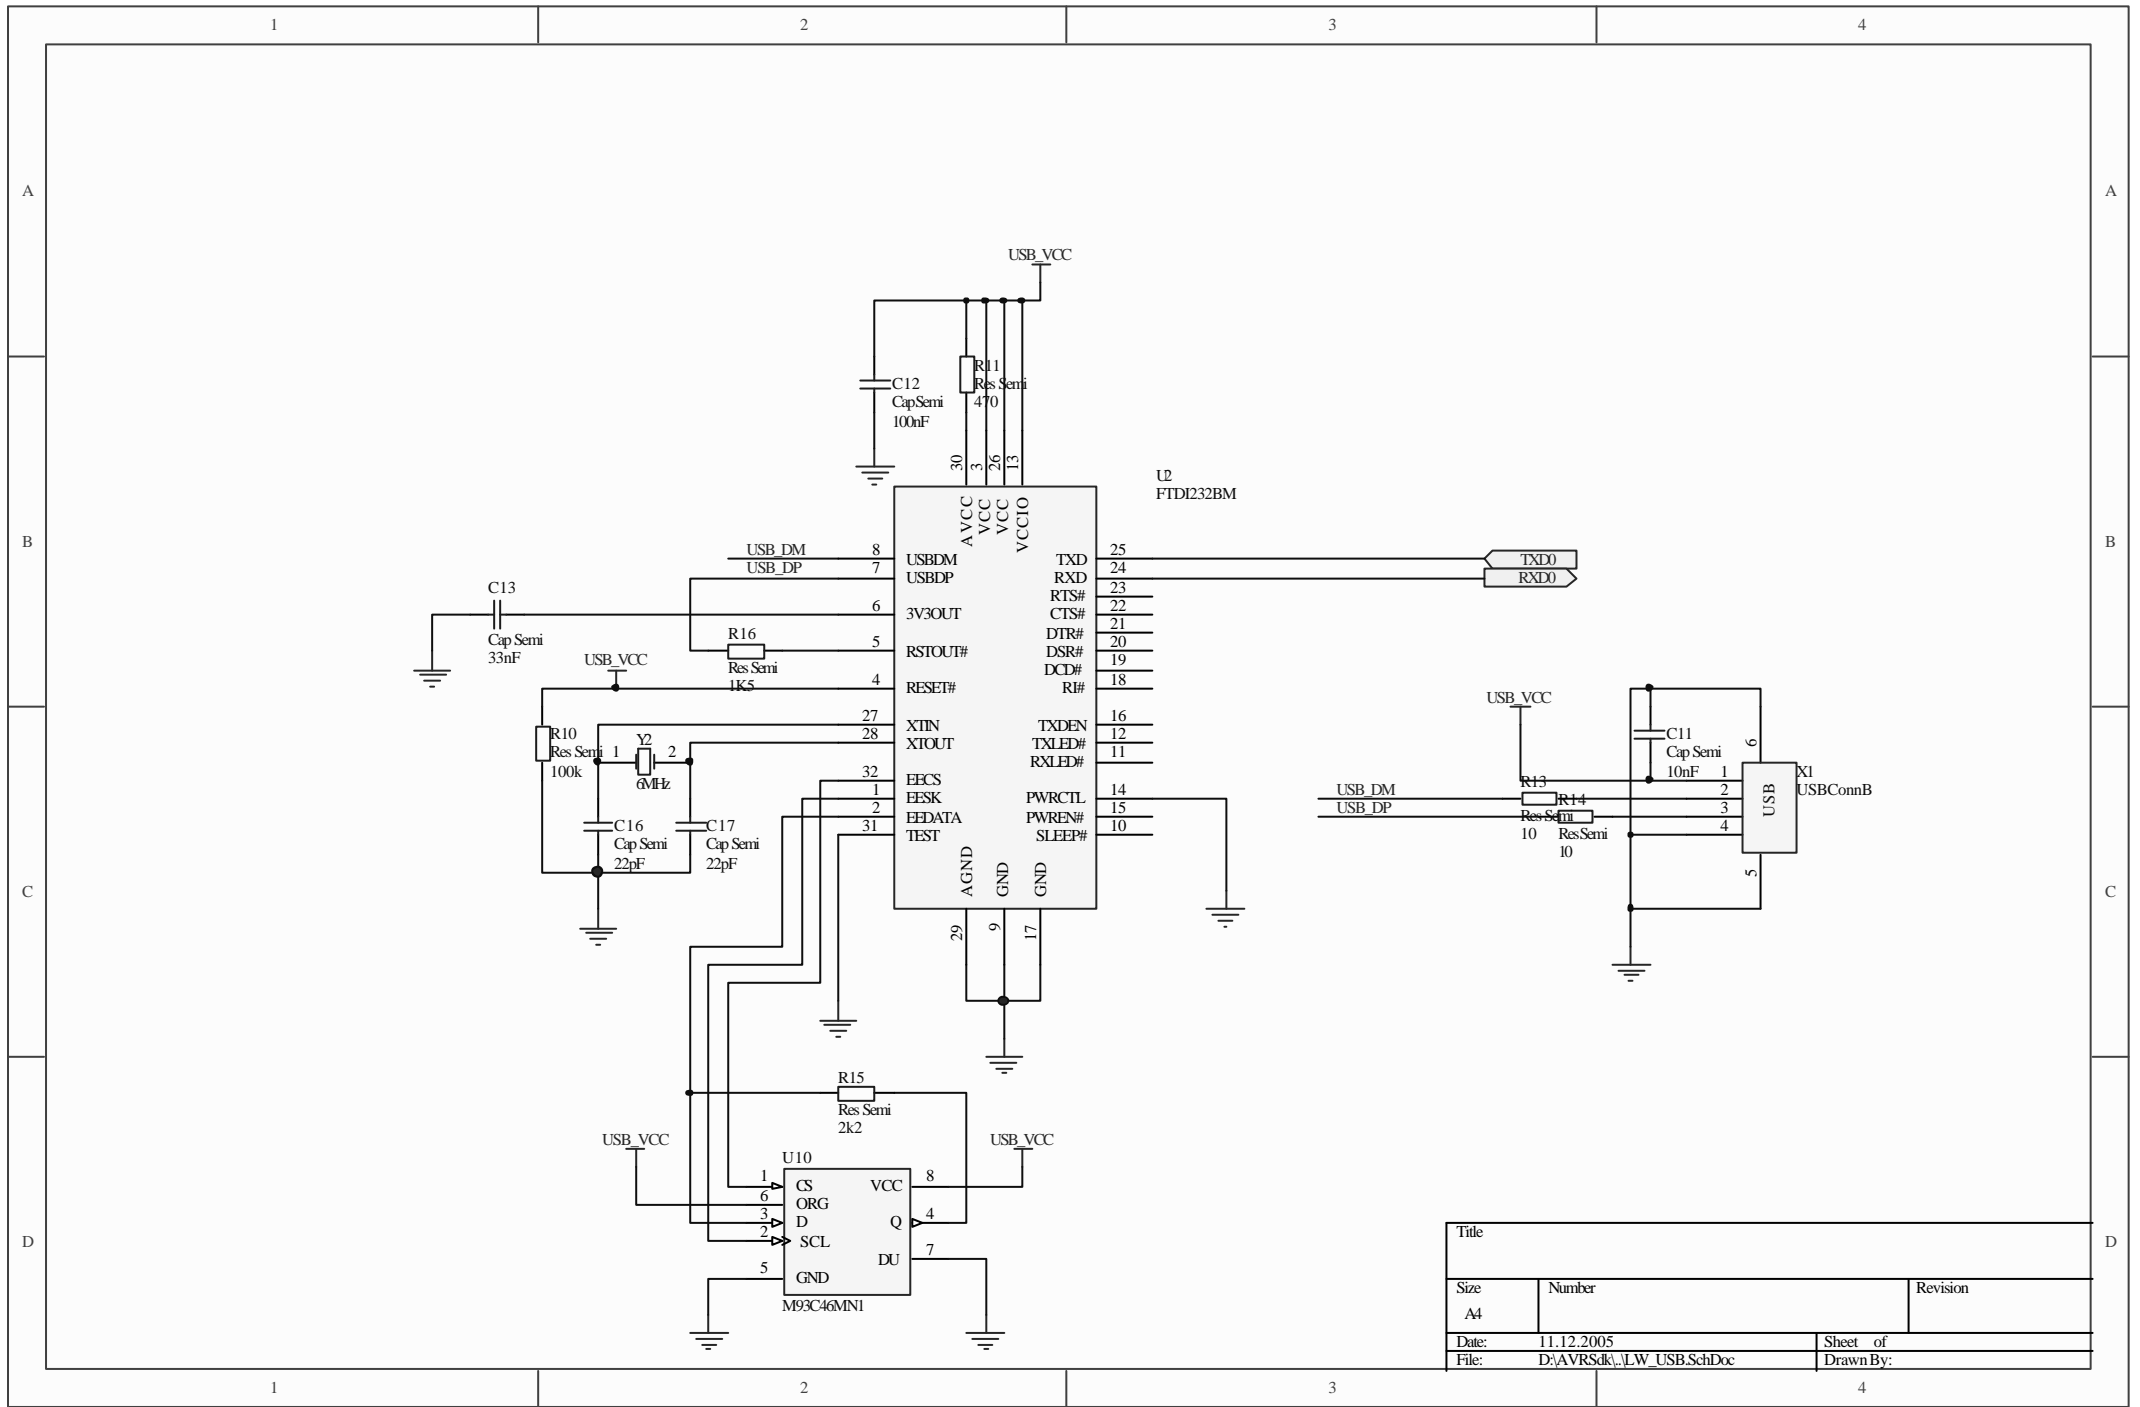 1 2 3 4
A A
USB_VCC
R11
Res Semi
470
C12
Cap Semi
100nF
30 3 26 13
U2
FTDI232BM
AVCC VCC VCC VCCIO
B B
USB_DM 8 USBDM TXD 25 TXD0
USB_DP 7 USBDP RXD 24 RXD0
RTS# 23
C13
6 3V3OUT CTS# 22
Cap Semi
33nF
DTR# 21
R16
5 RSTOUT# DSR# 20
Res Semi
1K5
DCD# 19
USB_VCC
4 RESET# RI# 18
USB_VCC
27 XTIN TXDEN 16
28 XTOUT TXLED# 12
RXLED# 11
R10
Res Semi
100k
1 Y2 2
6MHz
C11
Cap Semi
10nF
6
32 EECS
1 EESK PWRCTL 14
2 EEDATA PWREN# 15
31 TEST SLEEP# 10
C16
Cap Semi
22pF
C17
Cap Semi
22pF
R13
Res Semi
10
R14
Res Semi
10
USB_DM
USB_DP
1
2
3
4
USB
X1
USBConnB
5
AGND GND GND
C C
29 9 17
R15
Res Semi
2k2
USB_VCC USB_VCC
U10
1 CS VCC 8
6 ORG
3 D Q 4
2 SCL
DU 7
5 GND
M93C46MN1
D D
Title
Size Number Revision
A4
Date: 11.12.2005 Sheet of
File: D:\AVRSdk\..\LW_USB.SchDoc Drawn By:
1 2 3 4